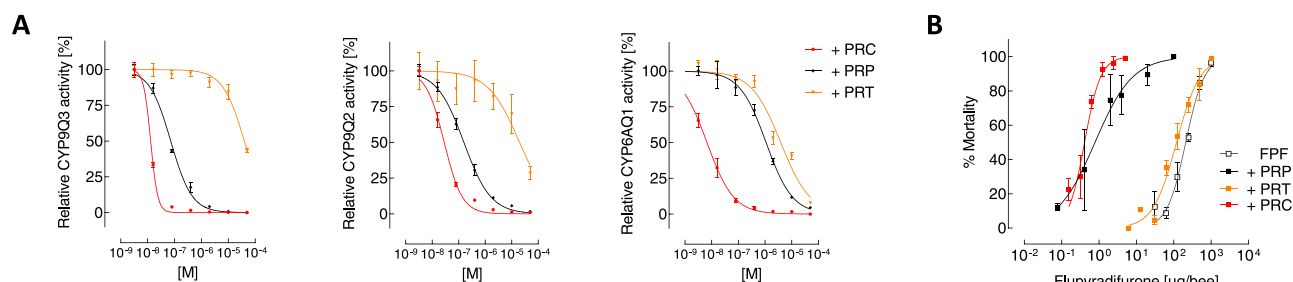 A
B
Relative CYP9Q3 activity [%]
100
75
50
25
0
10-9 10-8 10-7 10-6 10-5 10-4
[M]
Relative CYP9Q2 activity [%]
100
75
50
25
0
10-9 10-8 10-7 10-6 10-5 10-4
[M]
Relative CYP6AQ1 activity [%]
100
75
50
25
0
10-9 10-8 10-7 10-6 10-5 10-4
[M]
+ PRC
+ PRP
+ PRT
% Mortality
100
80
60
40
20
0
10-2 10-1 100 101 102 103 104
Flupyradifurone [µg/bee]
FPF
+ PRP
+ PRT
+ PRC